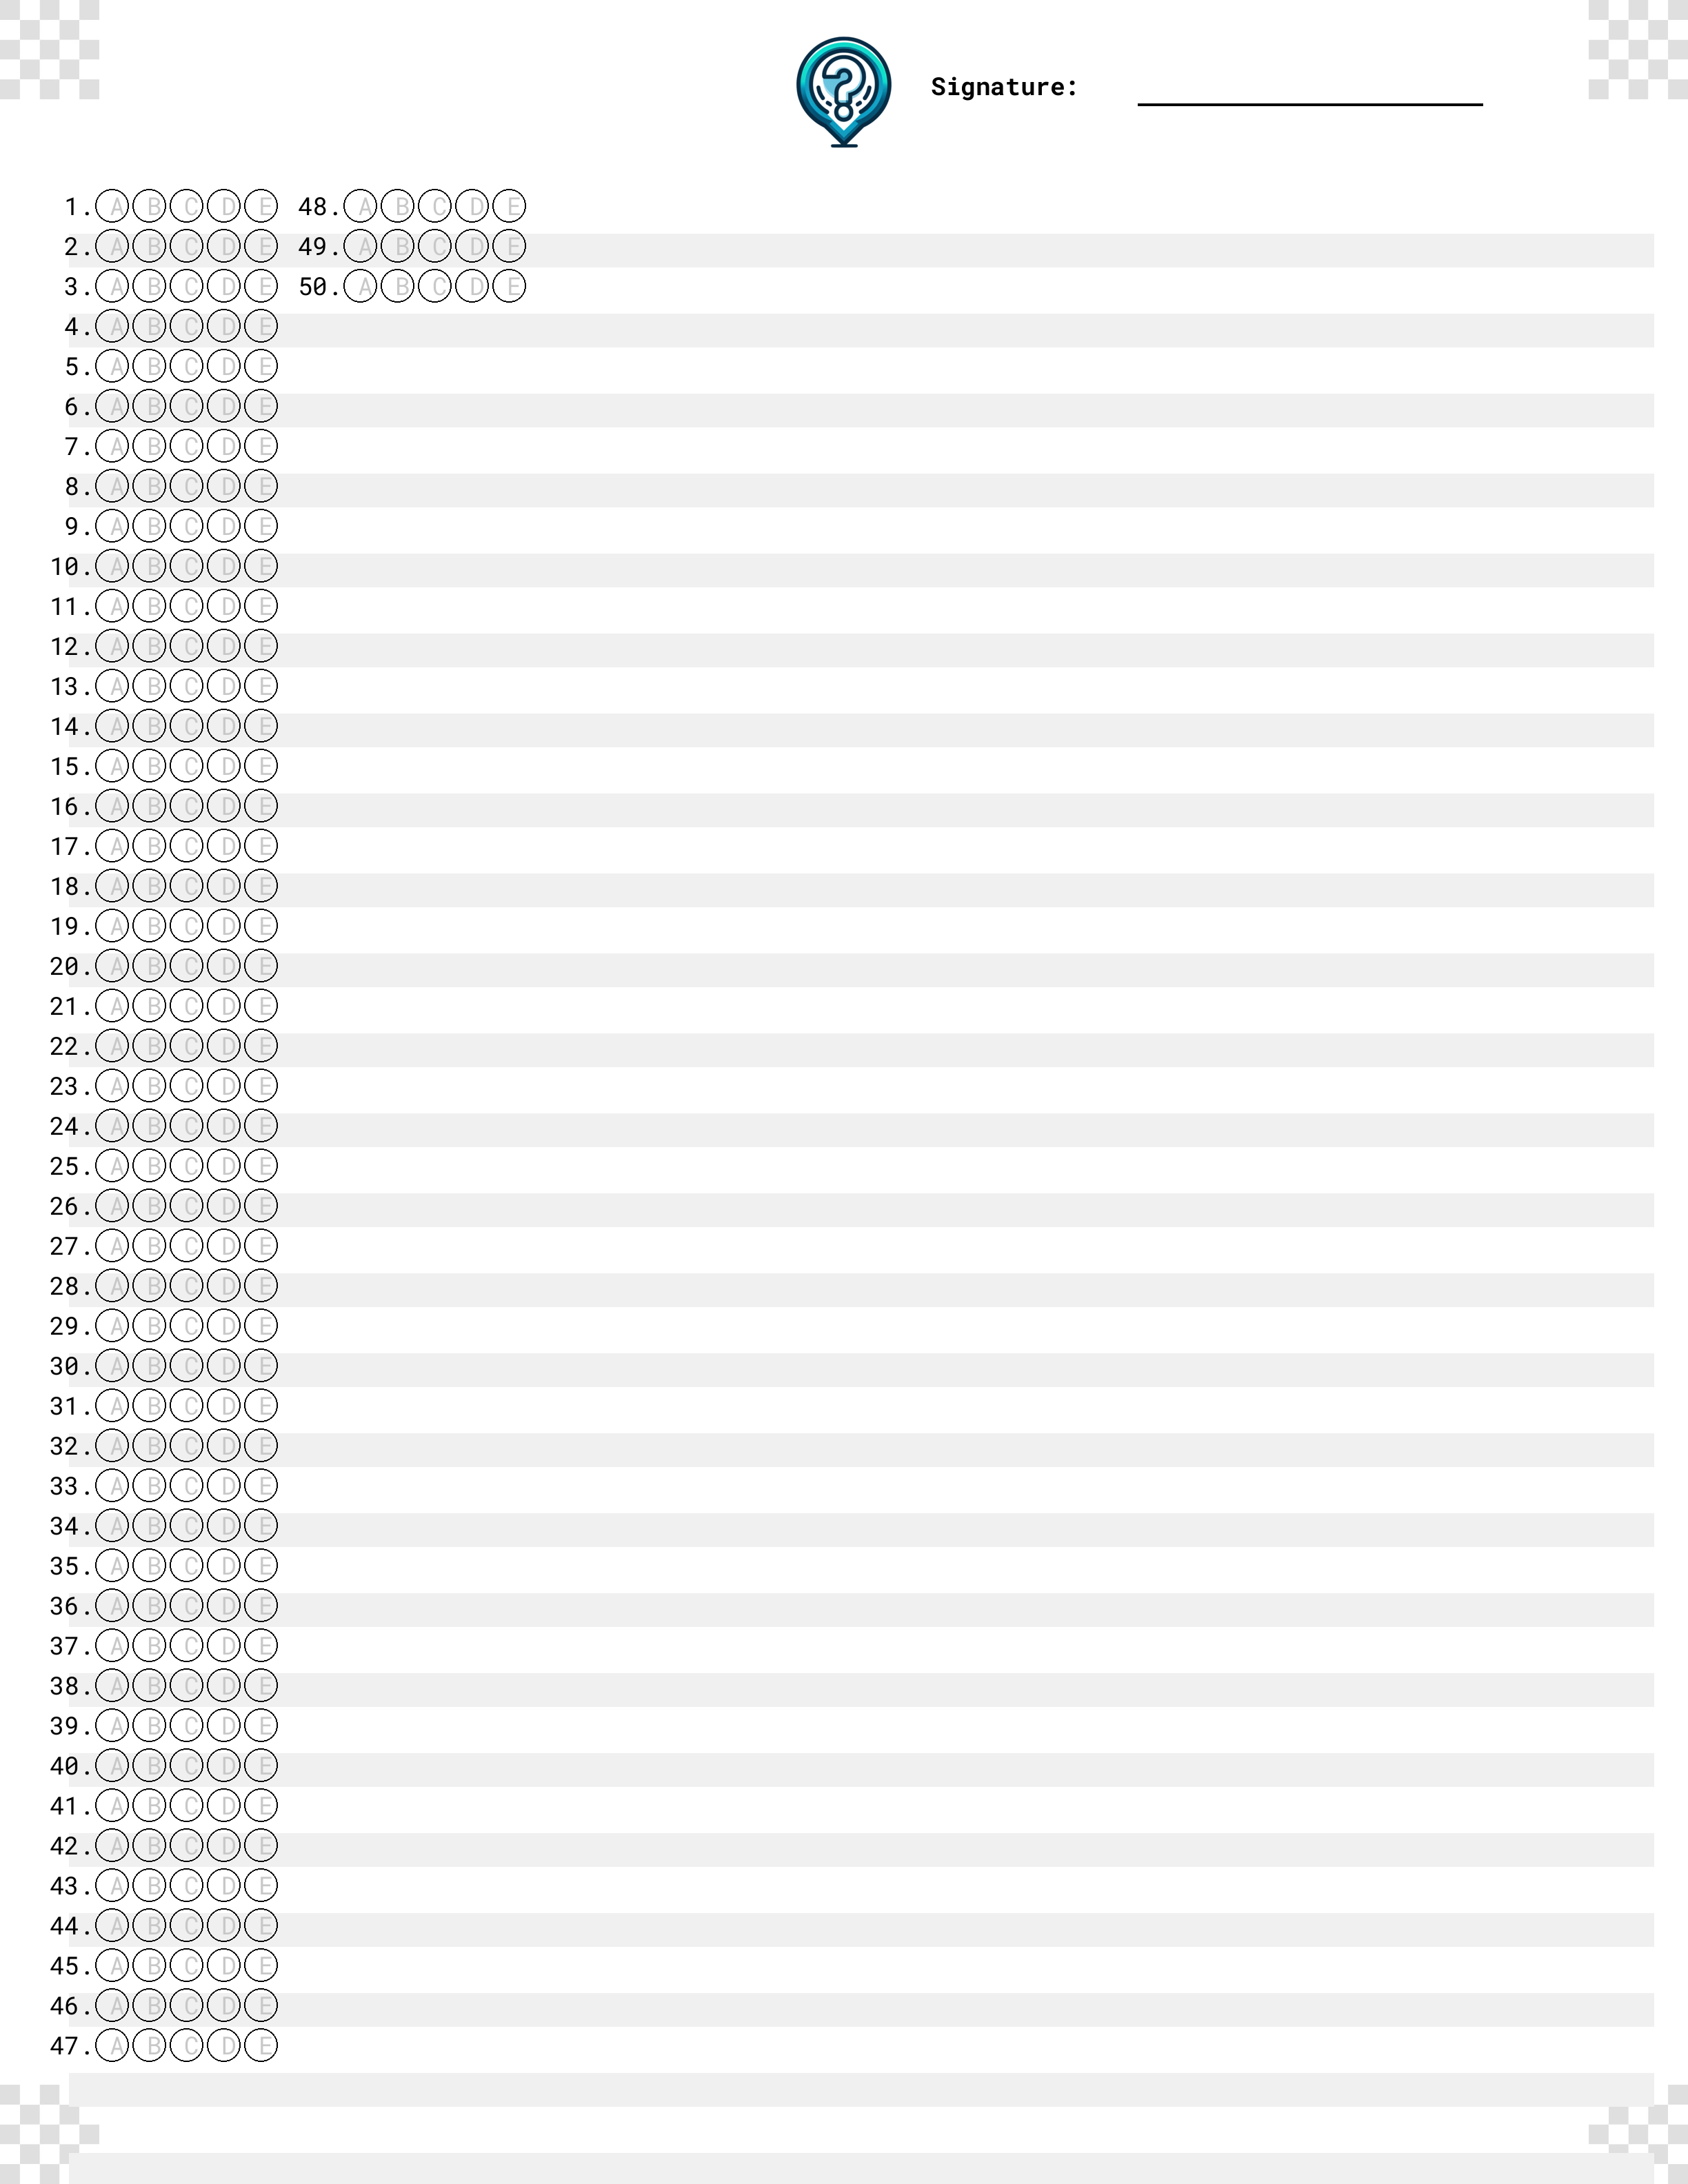 Signature:
1. A B C D E
2. A B C D E
3. A B C D E
4. A B C D E
5. A B C D E
6. A B C D E
7. A B C D E
8. A B C D E
9. A B C D E
10. A B C D E
11. A B C D E
12. A B C D E
13. A B C D E
14. A B C D E
15. A B C D E
16. A B C D E
17. A B C D E
18. A B C D E
19. A B C D E
20. A B C D E
21. A B C D E
22. A B C D E
23. A B C D E
24. A B C D E
25. A B C D E
26. A B C D E
27. A B C D E
28. A B C D E
29. A B C D E
30. A B C D E
31. A B C D E
32. A B C D E
33. A B C D E
34. A B C D E
35. A B C D E
36. A B C D E
37. A B C D E
38. A B C D E
39. A B C D E
40. A B C D E
41. A B C D E
42. A B C D E
43. A B C D E
44. A B C D E
45. A B C D E
46. A B C D E
47. A B C D E
48. A B C D E
49. A B C D E
50. A B C D E